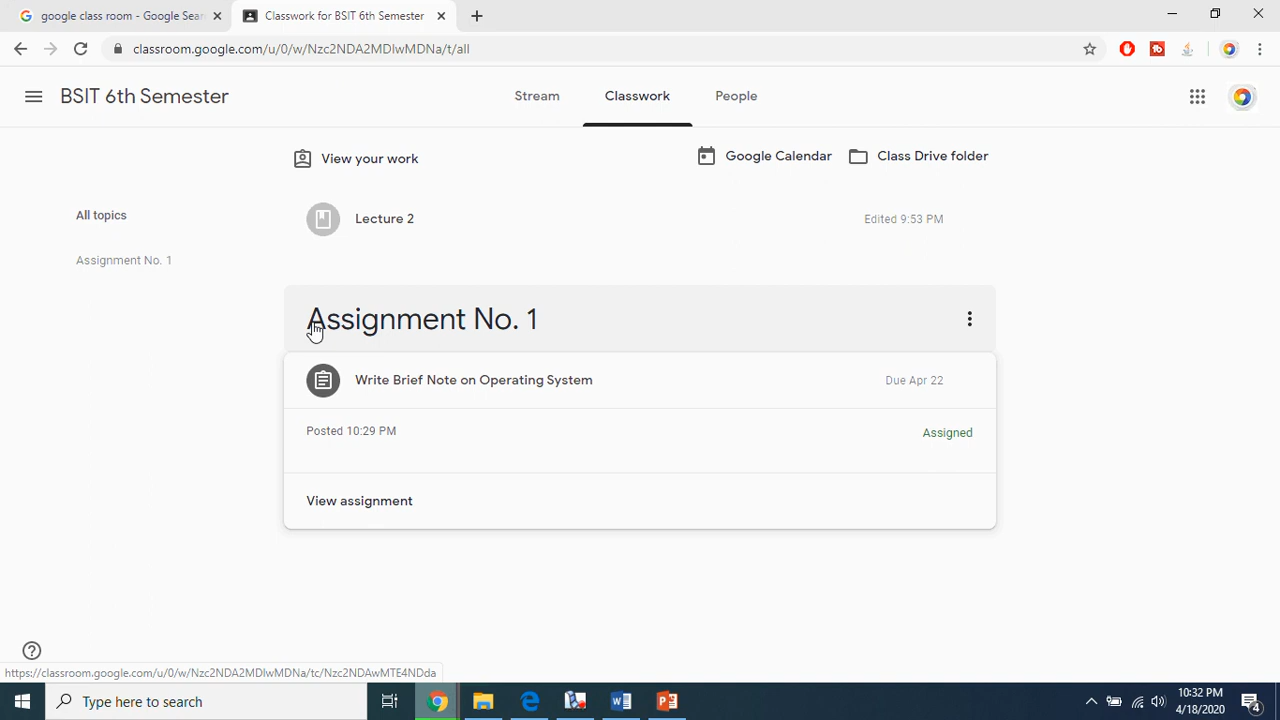 google class room - Google Sear
Classwork for BSIT 6th Semester
classroom.google.com/u/0/w/Nzc2NDA2MDIwMDNa/t/all
BSIT 6th Semester
Stream
Classwork
People
View your work
Google Calendar
Class Drive folder
All topics
Lecture 2
Edited 9:53 PM
Assignment No. 1
Assignment No. 1
Write Brief Note on Operating System
Due Apr 22
Posted 10:29 PM
Assigned
View assignment
https://classroom.google.com/u/0/w/Nzc2NDA2MDIwMDNa/tc/Nzc2NDAwMTE4NDda
Type here to search
10:32 PM
4/18/2020
4